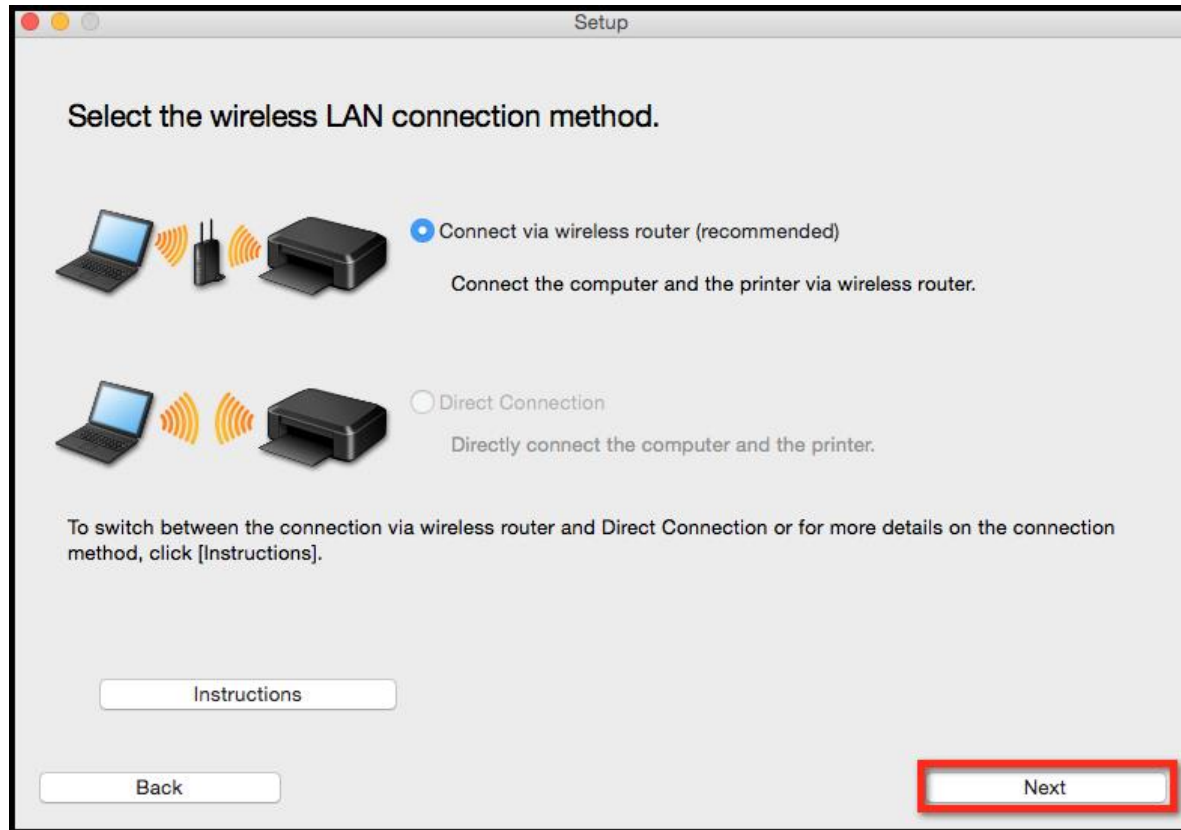 Setup
Select the wireless LAN connection method.
Connect via wireless router (recommended)
Connect the computer and the printer via wireless router.
Direct Connection
Directly connect the computer and the printer.
To switch between the connection via wireless router and Direct Connection or for more details on the connection
method, click [Instructions].
Instructions
Back
Next